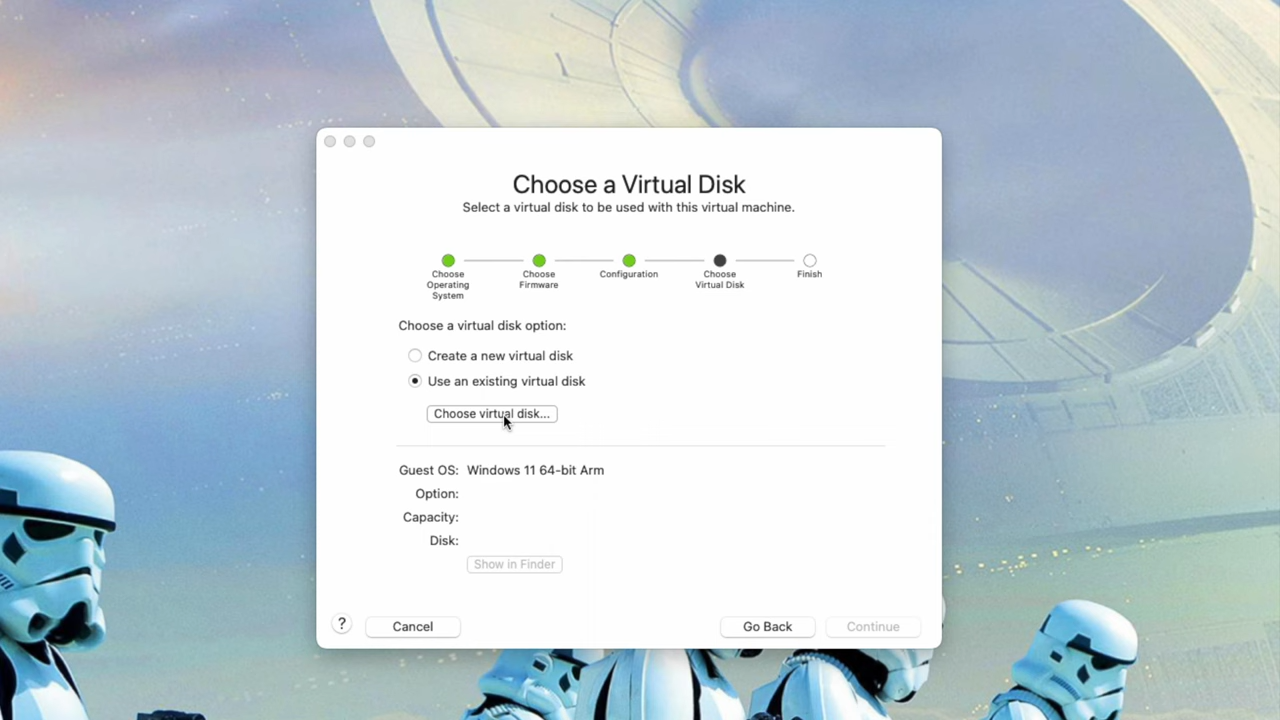 Choose a Virtual Disk
Select a virtual disk to be used with this virtual machine.
Choose
Operating
System
Choose
Firmware
Configuration
Choose
Virtual Disk
Finish
Choose a virtual disk option:
Create a new virtual disk
Use an existing virtual disk
Choose virtual disk...
Guest OS: Windows 11 64-bit Arm
Option:
Capacity:
Disk:
Show in Finder
? Cancel Go Back Continue